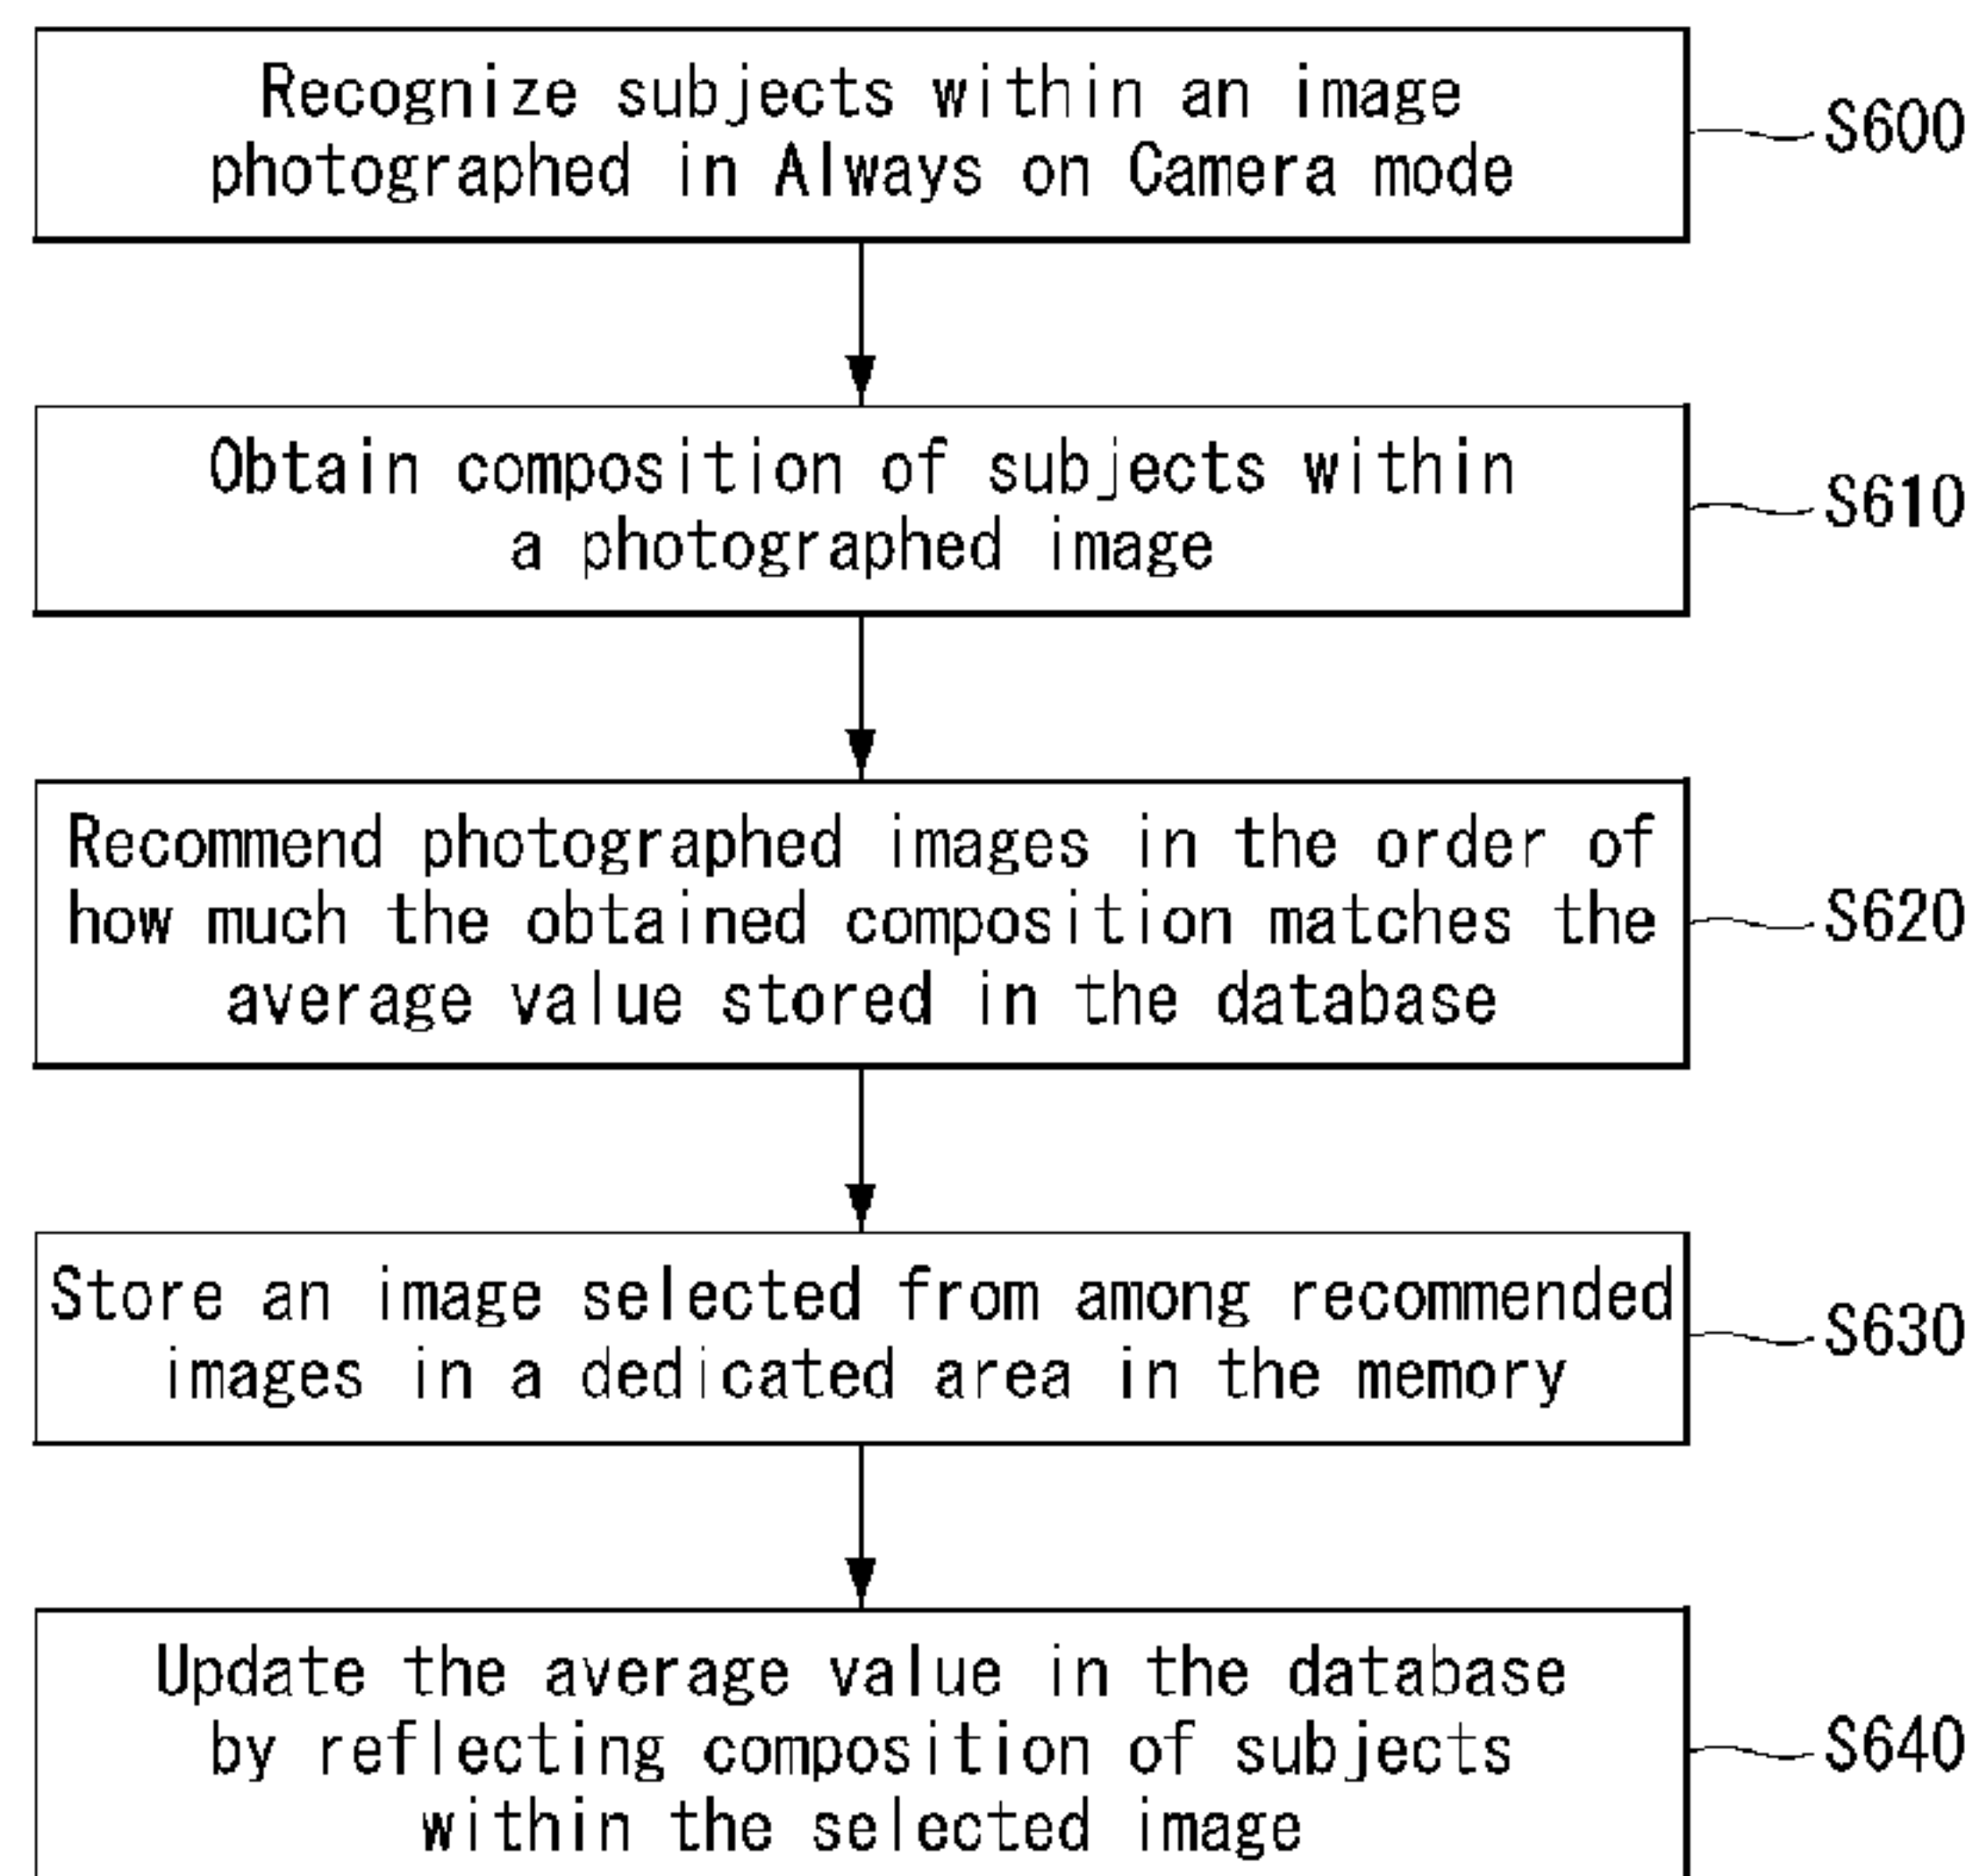 Recognize subjects within an image
photographed in Always on Camera mode
S600
Obtain composition of subjects within
a photographed image
S610
Recommend photographed images in the order of
how much the obtained composition matches the
average value stored in the database
S620
Store an image selected from among recommended
images in a dedicated area in the memory
S630
Update the average value in the database
by reflecting composition of subjects
within the selected image
S640